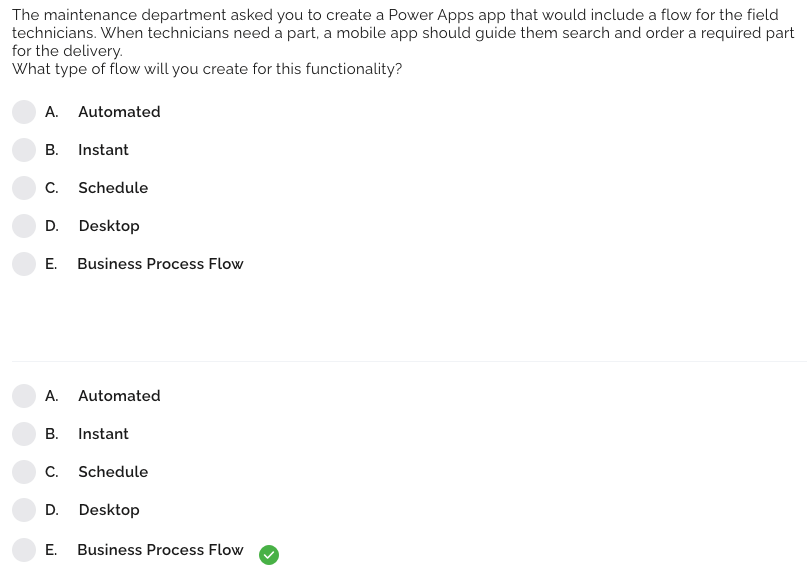 The maintenance department asked you to create a Power Apps app that would include a flow for the field
technicians. When technicians need a part, a mobile app should guide them search and order a required part
for the delivery.
What type of flow will you create for this functionality?
A. Automated
B. Instant
C. Schedule
D. Desktop
E. Business Process Flow
A. Automated
B. Instant
C. Schedule
D. Desktop
E. Business Process Flow